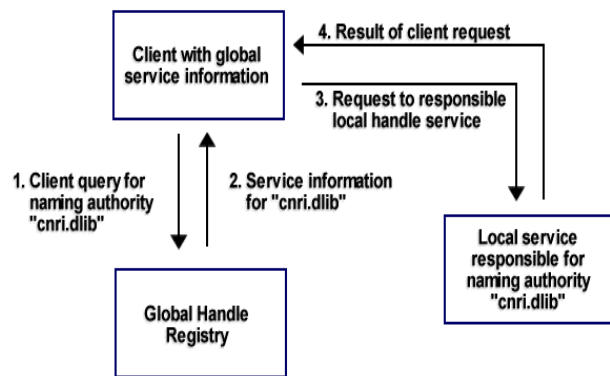 4. Result of client request
Client with global
service information
3. Request to responsible
local handle service
1. Client query for
naming authority
"cnri.dlib"
2. Service information
for "cnri.dlib"
Local service
responsible for
naming authority
"cnri.dlib"
Global Handle
Registry